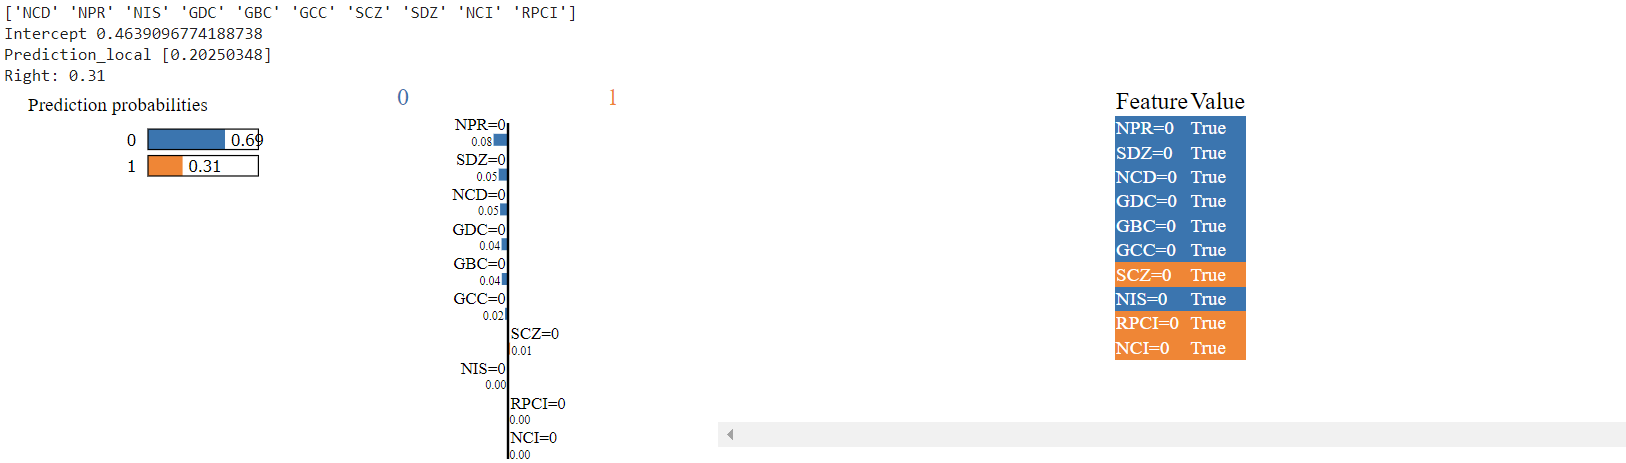 ['NCD' 'NPR' 'NIS' 'GDC' 'GBC' 'GCC' 'SCZ' 'SDZ' 'NCI' 'RPCI']
Intercept 0.4639096774188738
Prediction_local [0.20250348]
Right: 0.31
Prediction probabilities
0 0.69
1 0.31
0 1
NPR=0
0.08
SDZ=0
0.05
NCD=0
0.05
GDC=0
0.04
GBC=0
0.04
GCC=0
0.02
SCZ=0
0.01
NIS=0
0.00
RPCI=0
0.00
NCI=0
0.00
Feature Value
NPR=0 True
SDZ=0 True
NCD=0 True
GDC=0 True
GBC=0 True
GCC=0 True
SCZ=0 True
NIS=0 True
RPCI=0 True
NCI=0 True